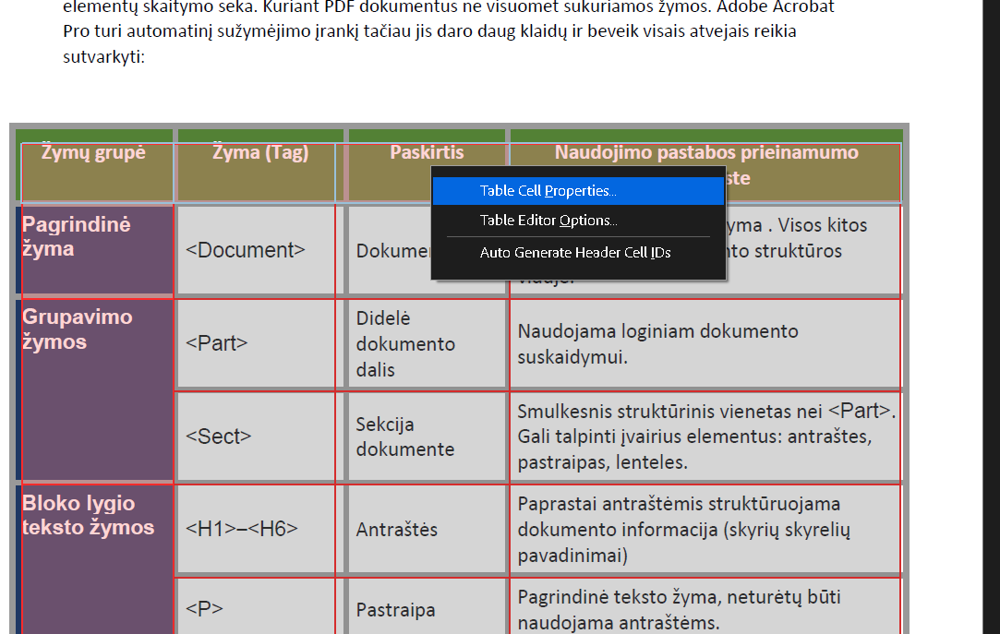 elementų skaitymo seka. Kuriant PDF dokumentus ne visuomet sukuriamos žymos. Adobe Acrobat
Pro turi automatinį sužymėjimo įrankį tačiau jis daro daug klaidų ir beveik visais atvejais reikia
sutvarkyti:
Žymų grupė
Žyma (Tag)
Paskirtis
Naudojimo pastabos prieinamumo
ste
Table Cell Properties...
Table Editor Options...
Auto Generate Header Cell IDs
Pagrindinė
žyma
<Document>
Dokume
yma . Visos kitos
nto struktūros
Grupavimo
žymos
<Part>
Didelė
dokumento
dalis
Naudojama loginiam dokumento
suskaidymui.
<Sect>
Sekcija
dokumente
Smulkesnis struktūrinis vienetas nei <Part>.
Gali talpinti įvairius elementus: antraštes,
pastraipas, lenteles.
Bloko lygio
teksto žymos
<H1>–<H6>
Antraštės
Paprastai antraštėmis struktūruojama
dokumento informacija (skyrių skyrelių
pavadinimai)
<P>
Pastraipa
Pagrindinė teksto žyma, neturėtų būti
naudojama antraštėms.